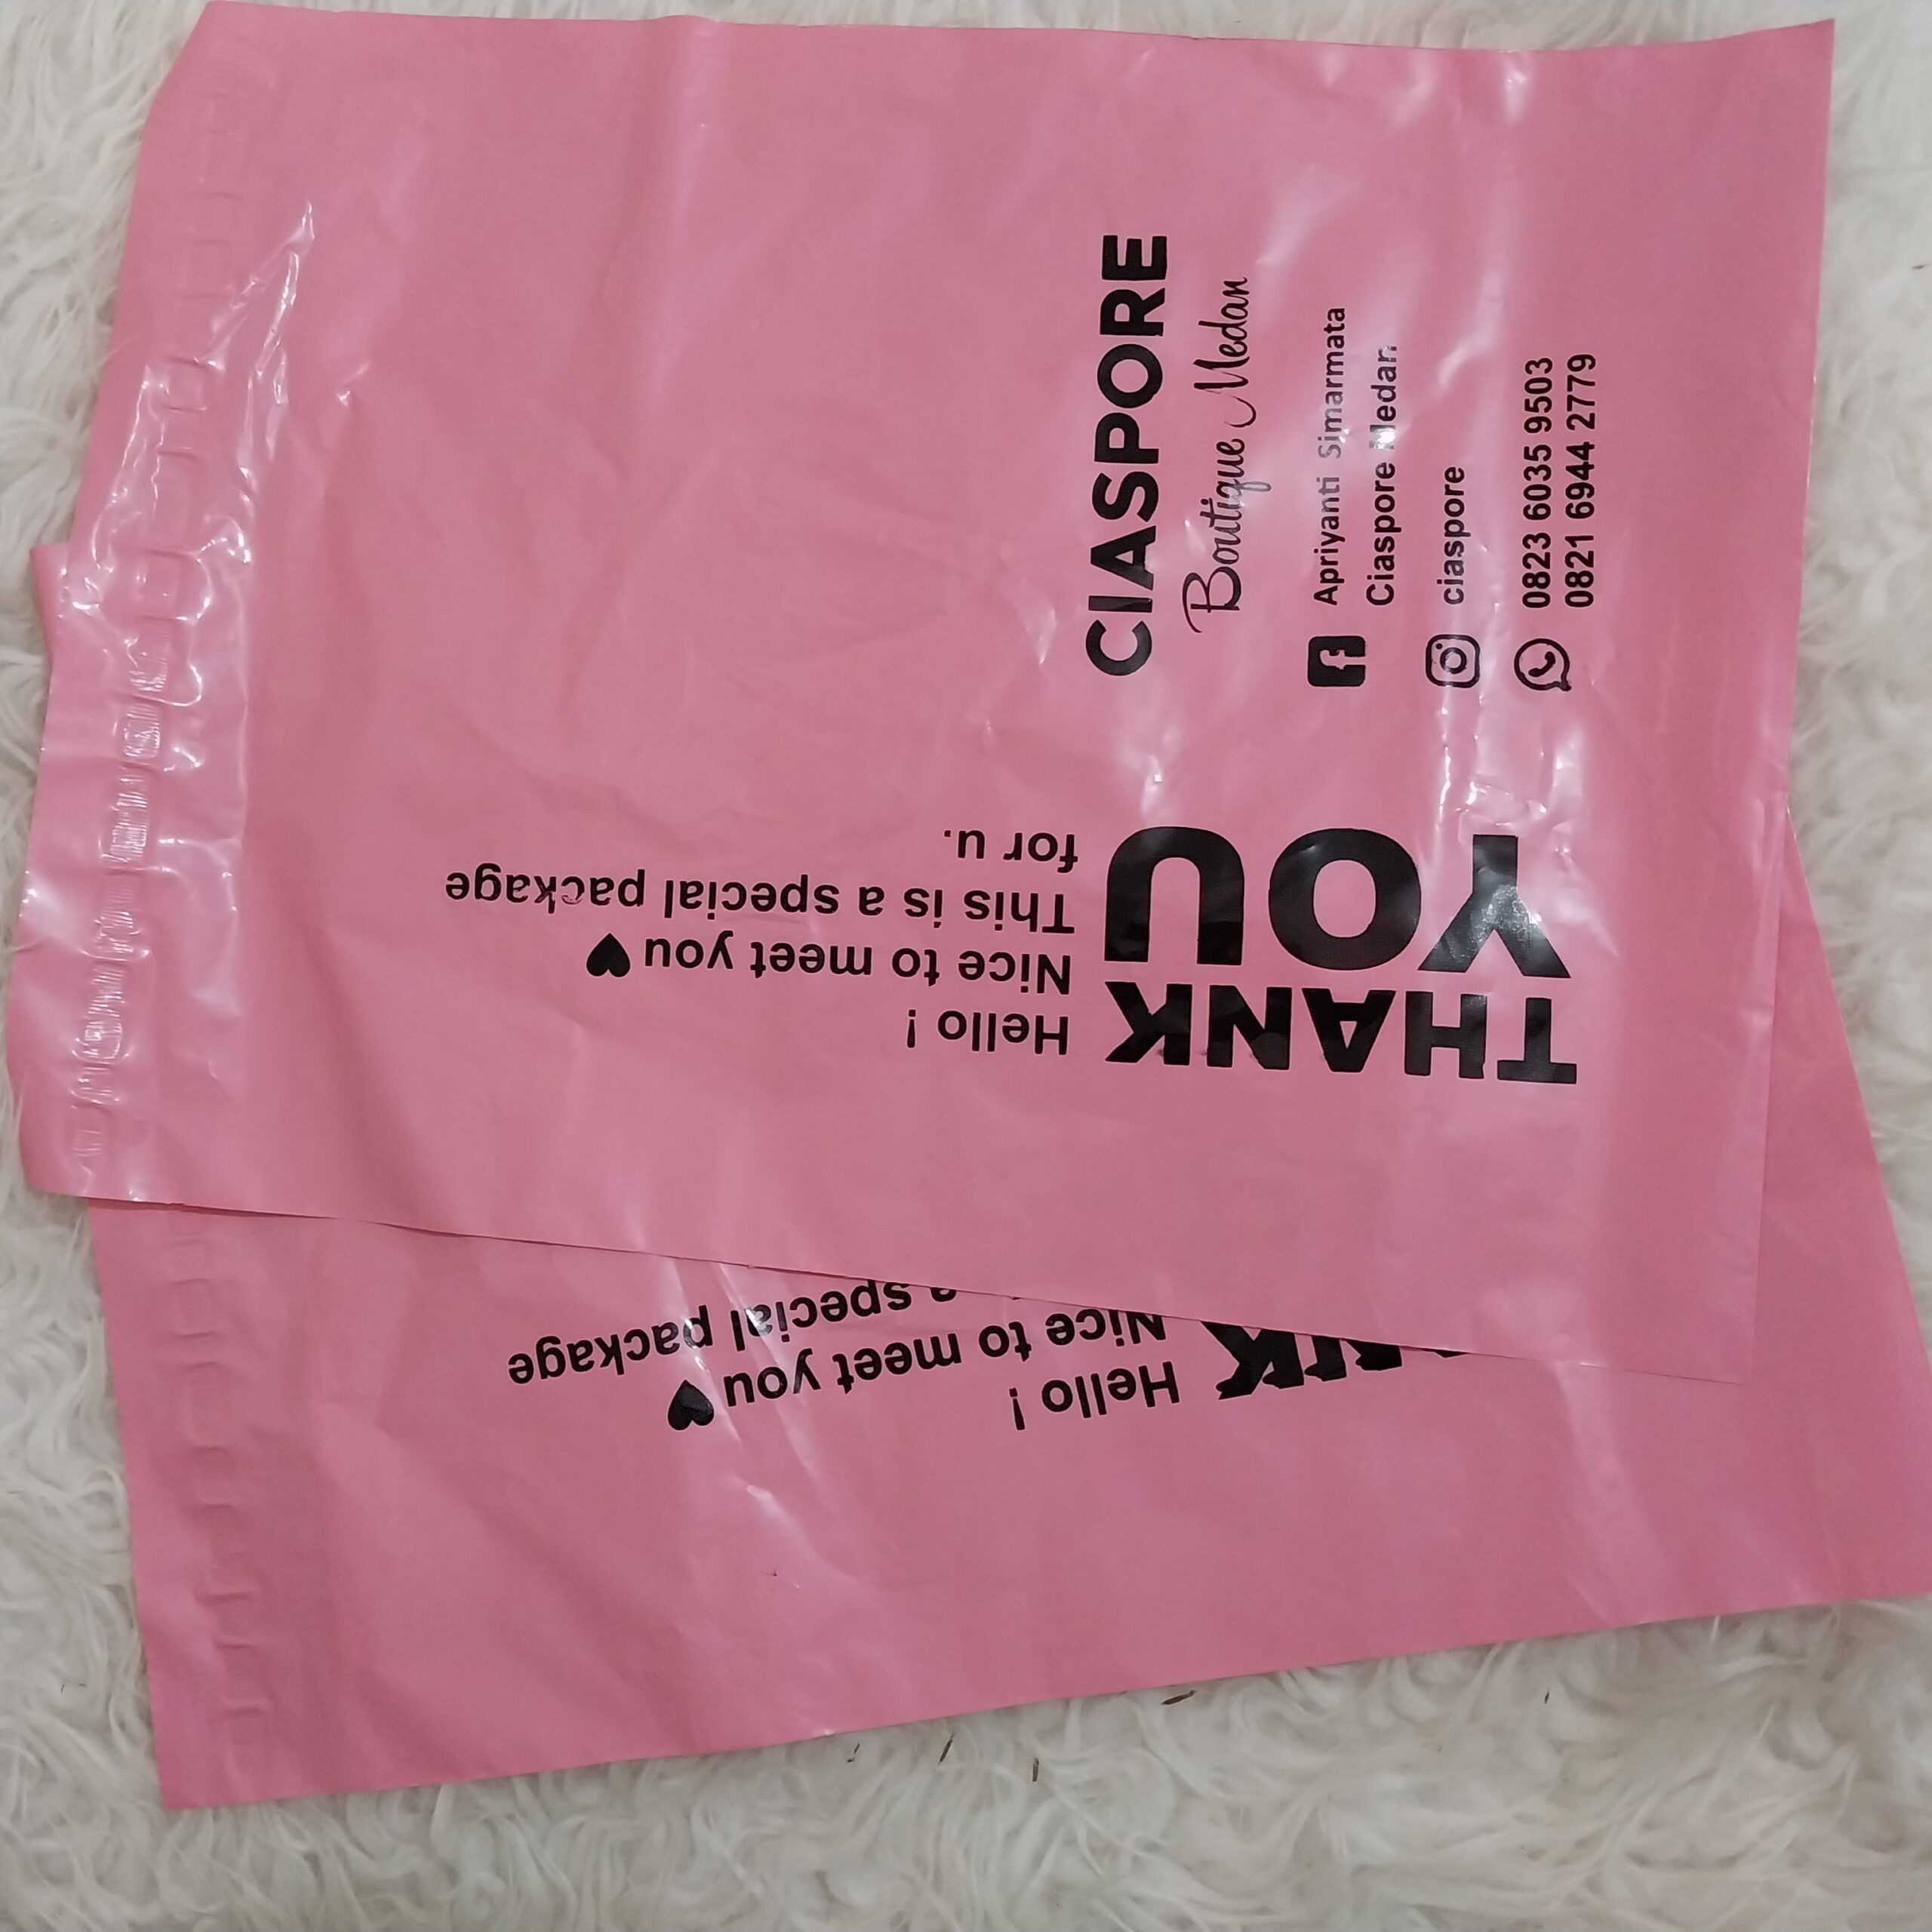 CIASPORE
Boutique Medan
Apriyanti Simarmata
Ciaspore Medan
ciaspore
0823 6035 9503
0821 6944 2779
THANK
YOU
Hello !
Nice to meet you ♥
This is a special package
for u.
NK
Hello !
Nice to meet you ♥
a special package